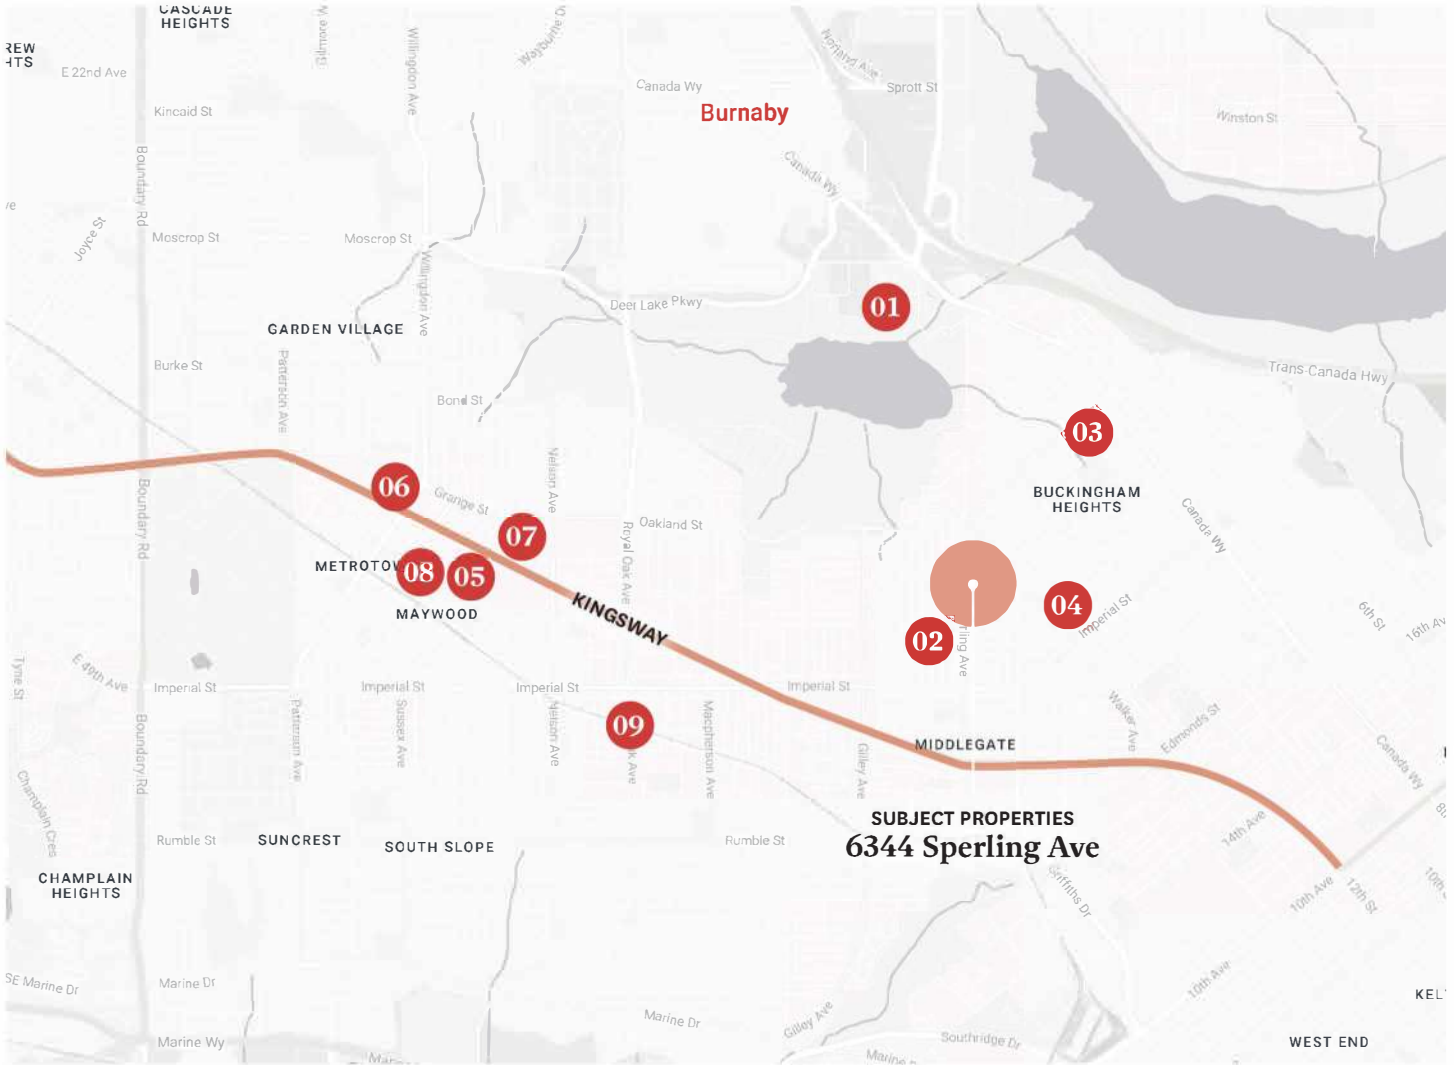 CASCADE
HEIGHTS
E 22nd Ave
Kincaid St
Boundary Rd
Joyce St
Moscrop St
Moscrop St
Willingdon Ave
Willingdon Ave
Canada Wy
Burnaby
Norland Ave
Sprott St
Winston St
Canada Wy
Deer Lake Pkwy
01
GARDEN VILLAGE
Burke St
Patterson Ave
Bond St
Trans-Canada Hwy
03
BUCKINGHAM
HEIGHTS
Canada Wy
06
Grange St
Nelson Ave
07
Oakland St
Royal Oak Ave
Boundary Rd
08
05
MAYWOOD
KINGSWAY
02
04
Imperial St
6th St
Tyne St
E 49th Ave
Imperial St
Imperial St
Imperial St
Imperial St
Patterson Ave
Sussex Ave
Nelson Ave
09
Macpherson Ave
Gilley Ave
MIDDLEGATE
Walker Ave
Edmonds St
Canada Wy
Boundary Rd
Champlain Cres
Rumble St
SUNCREST
SOUTH SLOPE
Rumble St
SUBJECT PROPERTIES
6344 Sperling Ave
14th Ave
CHAMPLAIN
HEIGHTS
Griffiths Dr
10th Ave
12th St
SE Marine Dr
Marine Dr
Marine Dr
Gilley Ave
10th Ave
Marine Wy
Southridge Dr
WEST END